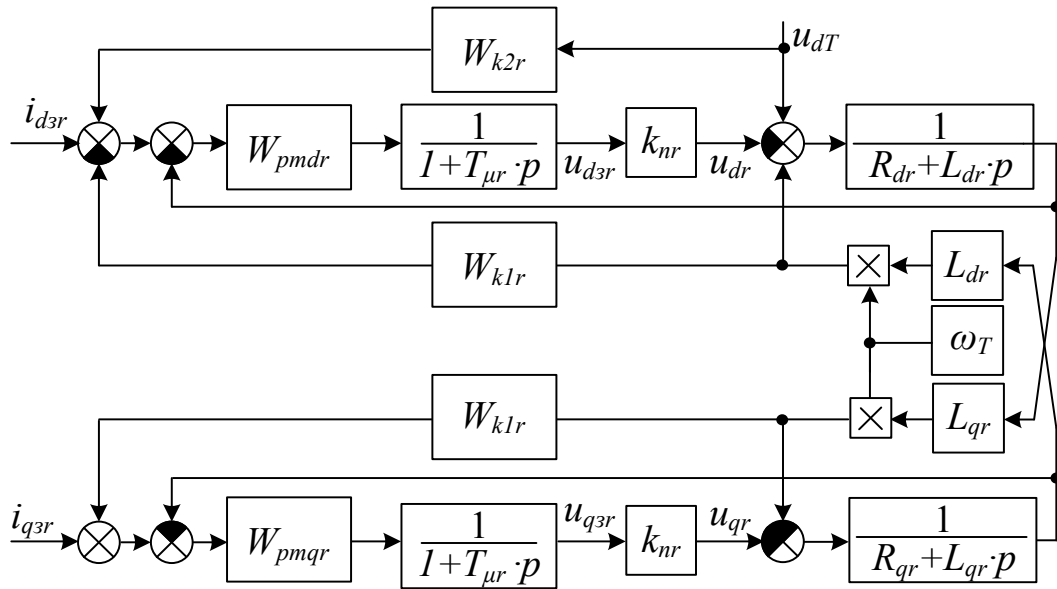 W_{k2r}
u_{dT}
i_{dзr}
W_{pmdr}
1
1+T_{μr}·p
u_{dзr}
k_{nr}
u_{dr}
1
R_{dr}+L_{dr}·p
W_{k1r}
×
L_{dr}
ω_T
W_{k1r}
×
L_{qr}
i_{qзr}
W_{pmqr}
1
1+T_{μr}·p
u_{qзr}
k_{nr}
u_{qr}
1
R_{qr}+L_{qr}·p